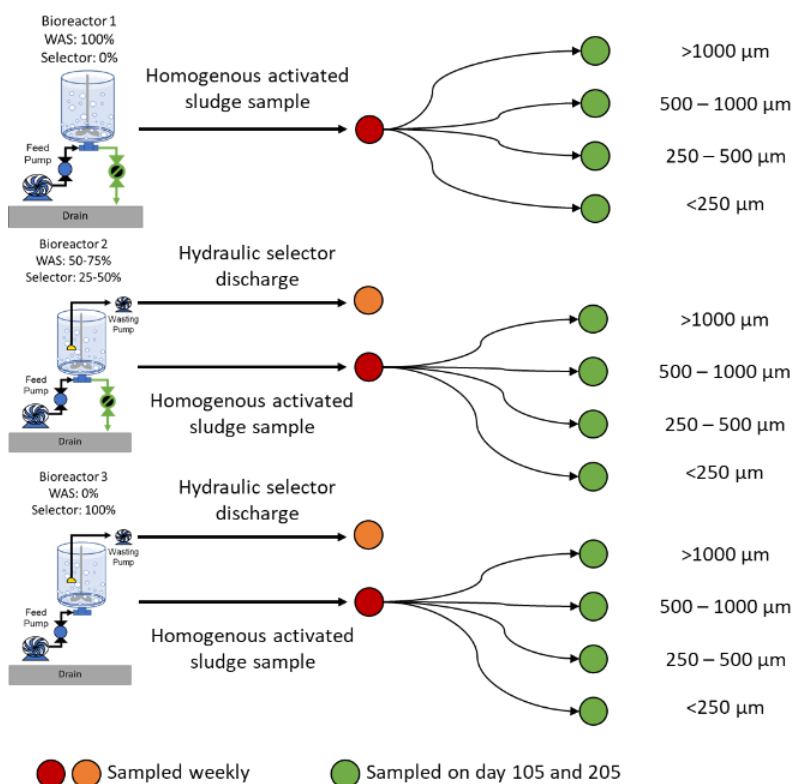 Bioreactor 1
WAS: 100%
Selector: 0%
Homogenous activated
sludge sample
Feed
Pump
Drain
>1000 µm
500 – 1000 µm
250 – 500 µm
<250 µm
Bioreactor 2
WAS: 50-75%
Selector: 25-50%
Hydraulic selector
discharge
Wasting
Pump
Feed
Pump
Homogenous activated
sludge sample
Drain
>1000 µm
500 – 1000 µm
250 – 500 µm
<250 µm
Bioreactor 3
WAS: 0%
Selector: 100%
Hydraulic selector
discharge
Wasting
Pump
Feed
Pump
Homogenous activated
sludge sample
Drain
>1000 µm
500 – 1000 µm
250 – 500 µm
<250 µm
Sampled weekly
Sampled on day 105 and 205